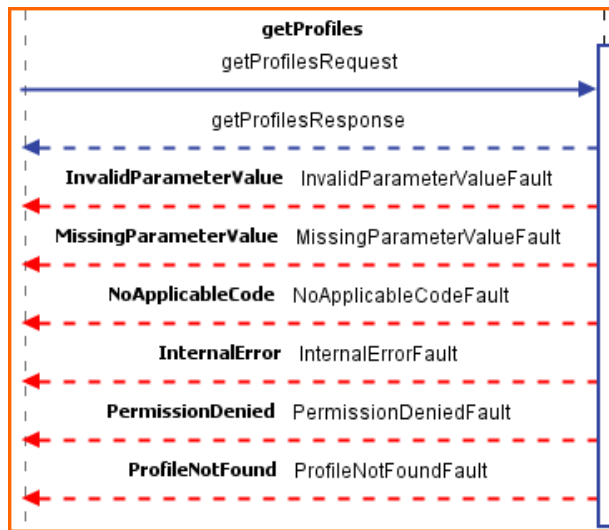 getProfiles
getProfilesRequest
getProfilesResponse
InvalidParameterValue InvalidParameterValueFault
MissingParameterValue MissingParameterValueFault
NoApplicableCode NoApplicableCodeFault
InternalError InternalErrorFault
PermissionDenied PermissionDeniedFault
ProfileNotFound ProfileNotFoundFault